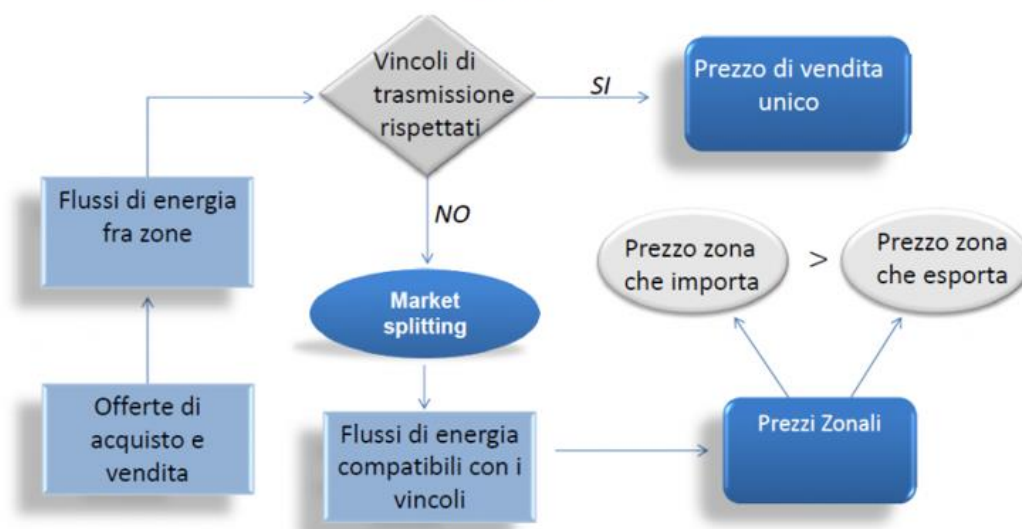 Vincoli di
trasmissione
rispettati
SI
Prezzo di vendita
unico
Flussi di energia
fra zone
NO
Prezzo zona
che importa
>
Prezzo zona
che esporta
Market
splitting
Offerte di
acquisto e
vendita
Flussi di energia
compatibili con i
vincoli
Prezzi Zonali